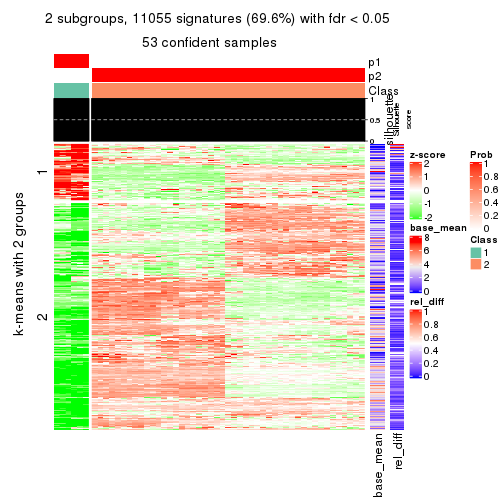 2 subgroups, 11055 signatures (69.6%) with fdr < 0.05
53 confident samples
p1
p2
Class
1
0.5
0
silhouette
Silhouette
score
k-means with 2 groups
1
2
base_mean
rel_diff
z-score
2
1
0
-1
-2
base_mean
8
6
4
2
0
rel_diff
1
0.8
0.6
0.4
0.2
0
Prob
1
0.8
0.6
0.4
0.2
0
Class
1
2